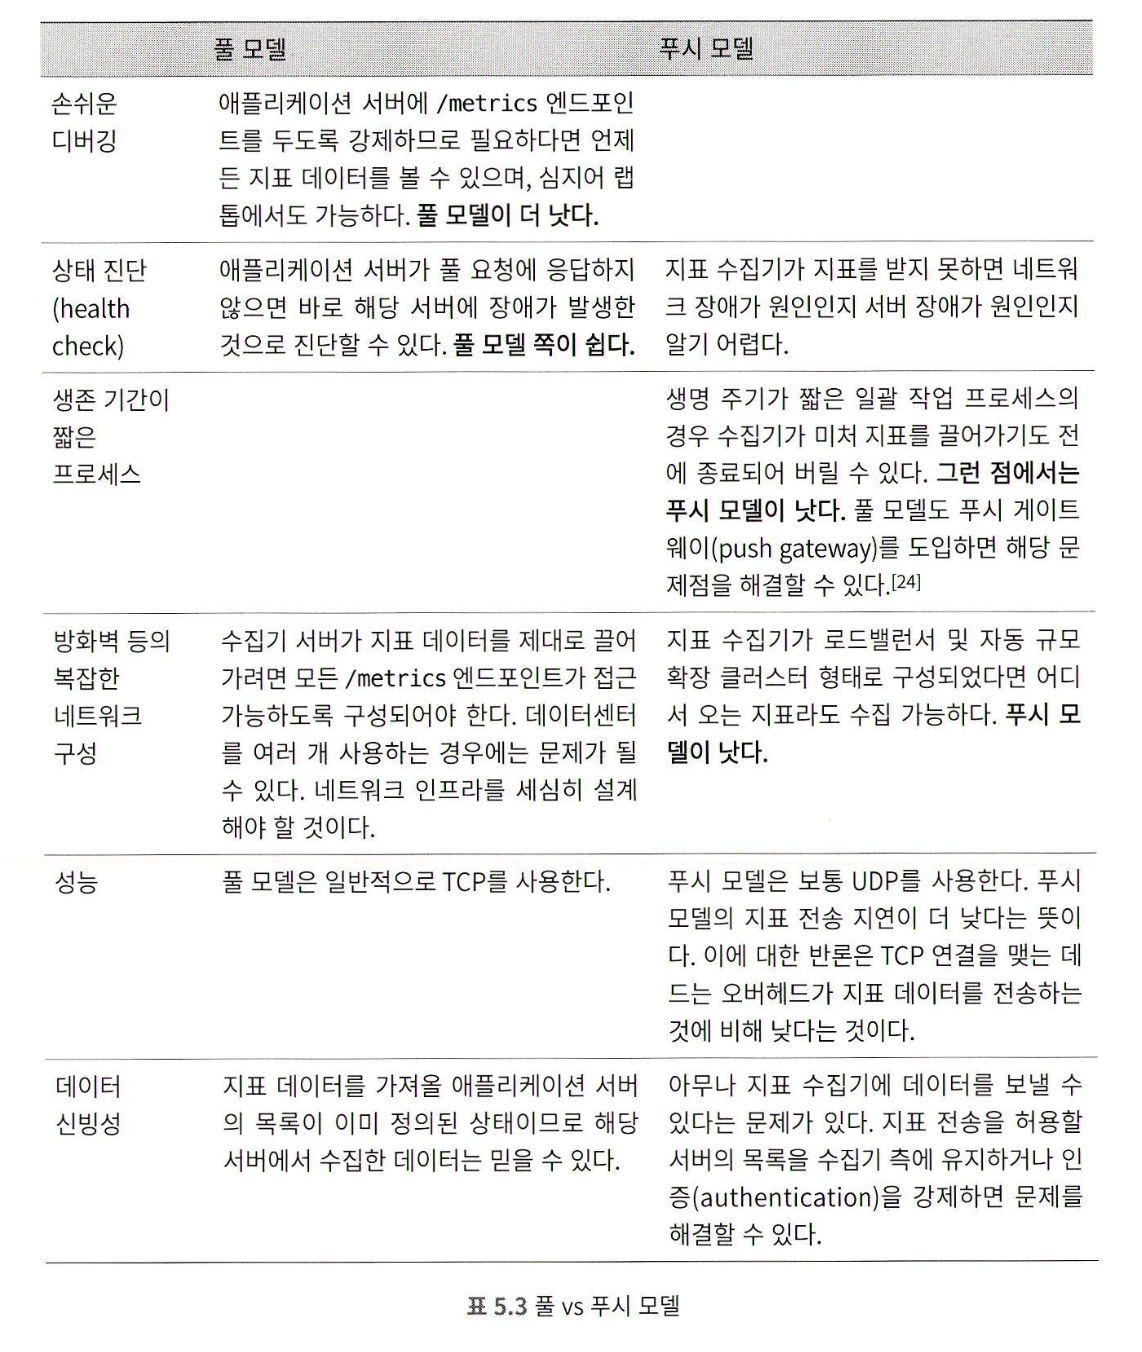 풀 모델
푸시 모델
손쉬운
디버깅
애플리케이션 서버에 /metrics 엔드포인
트를 두도록 강제하므로 필요하다면 언제
든 지표 데이터를 볼 수 있으며, 심지어 랩
톱에서도 가능하다. 풀 모델이 더 낫다.
상태 진단
(health
check)
애플리케이션 서버가 풀 요청에 응답하지
않으면 바로 해당 서버에 장애가 발생한
것으로 진단할 수 있다. 풀 모델 쪽이 쉽다.
지표 수집기가 지표를 받지 못하면 네트워
크 장애가 원인인지 서버 장애가 원인인지
알기 어렵다.
생존 기간이
짧은
프로세스
생명 주기가 짧은 일괄 작업 프로세스의
경우 수집기가 미처 지표를 끌어가기도 전
에 종료되어 버릴 수 있다. 그런 점에서는
푸시 모델이 낫다. 풀 모델도 푸시 게이트
웨이(push gateway)를 도입하면 해당 문
제점을 해결할 수 있다.[24]
방화벽 등의
복잡한
네트워크
구성
수집기 서버가 지표 데이터를 제대로 끌어
가려면 모든 /metrics 엔드포인트가 접근
가능하도록 구성되어야 한다. 데이터센터
를 여러 개 사용하는 경우에는 문제가 될
수 있다. 네트워크 인프라를 세심히 설계
해야 할 것이다.
지표 수집기가 로드밸런서 및 자동 규모
확장 클러스터 형태로 구성되었다면 어디
서 오는 지표라도 수집 가능하다. 푸시 모
델이 낫다.
성능
풀 모델은 일반적으로 TCP를 사용한다.
푸시 모델은 보통 UDP를 사용한다. 푸시
모델의 지표 전송 지연이 더 낮다는 뜻이
다. 이에 대한 반론은 TCP 연결을 맺는 데
드는 오버헤드가 지표 데이터를 전송하는
것에 비해 낮다는 것이다.
데이터
신빙성
지표 데이터를 가져올 애플리케이션 서버
의 목록이 이미 정의된 상태이므로 해당
서버에서 수집한 데이터는 믿을 수 있다.
아무나 지표 수집기에 데이터를 보낼 수
있다는 문제가 있다. 지표 전송을 허용할
서버의 목록을 수집기 측에 유지하거나 인
증(authentication)을 강제하면 문제를
해결할 수 있다.
표 5.3 풀 vs 푸시 모델